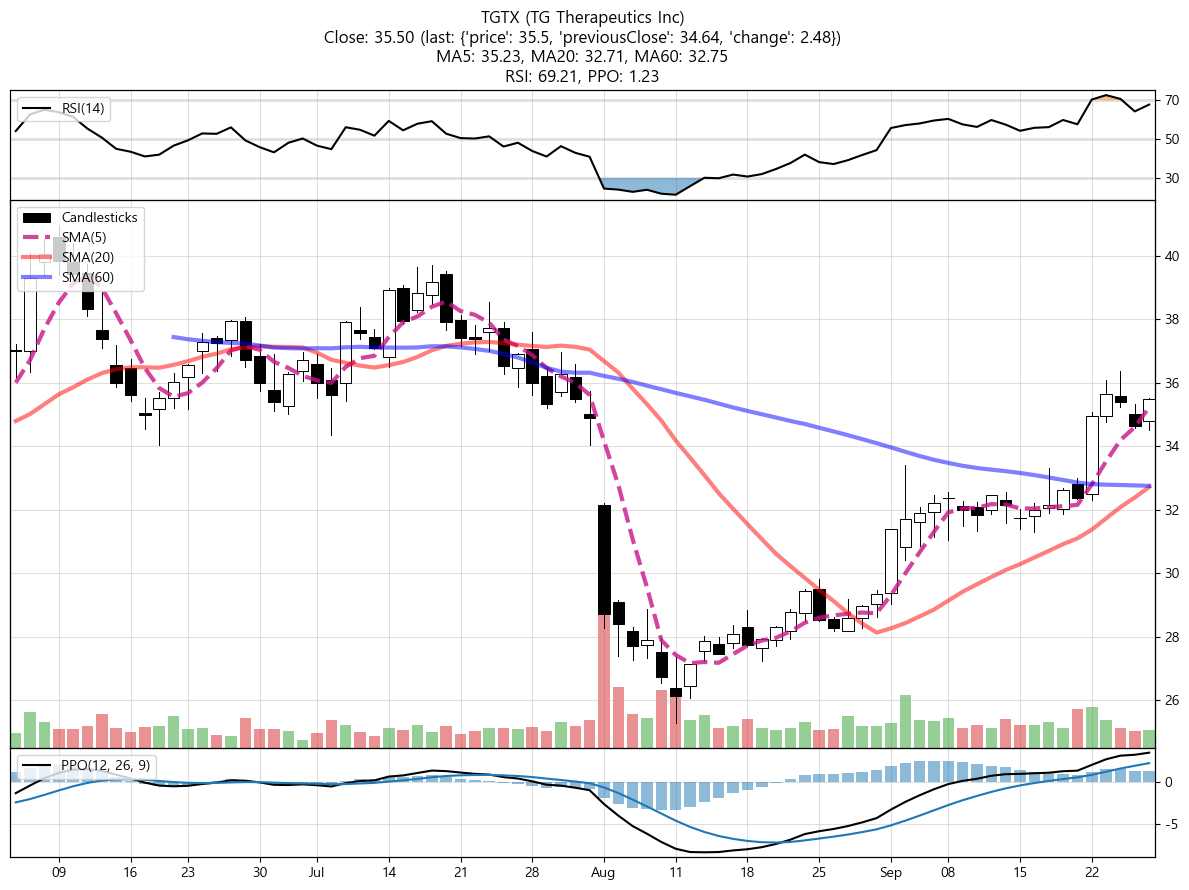 TGTX (TG Therapeutics Inc)
Close: 35.50 (last: {'price': 35.5, 'previousClose': 34.64, 'change': 2.48})
MA5: 35.23, MA20: 32.71, MA60: 32.75
RSI: 69.21, PPO: 1.23
RSI(14)
70
50
30
Candlesticks
SMA(5)
SMA(20)
SMA(60)
40
38
36
34
32
30
28
26
PPO(12, 26, 9)
0
-5
09 16 23 30 Jul 14 21 28 Aug 11 18 25 Sep 08 15 22